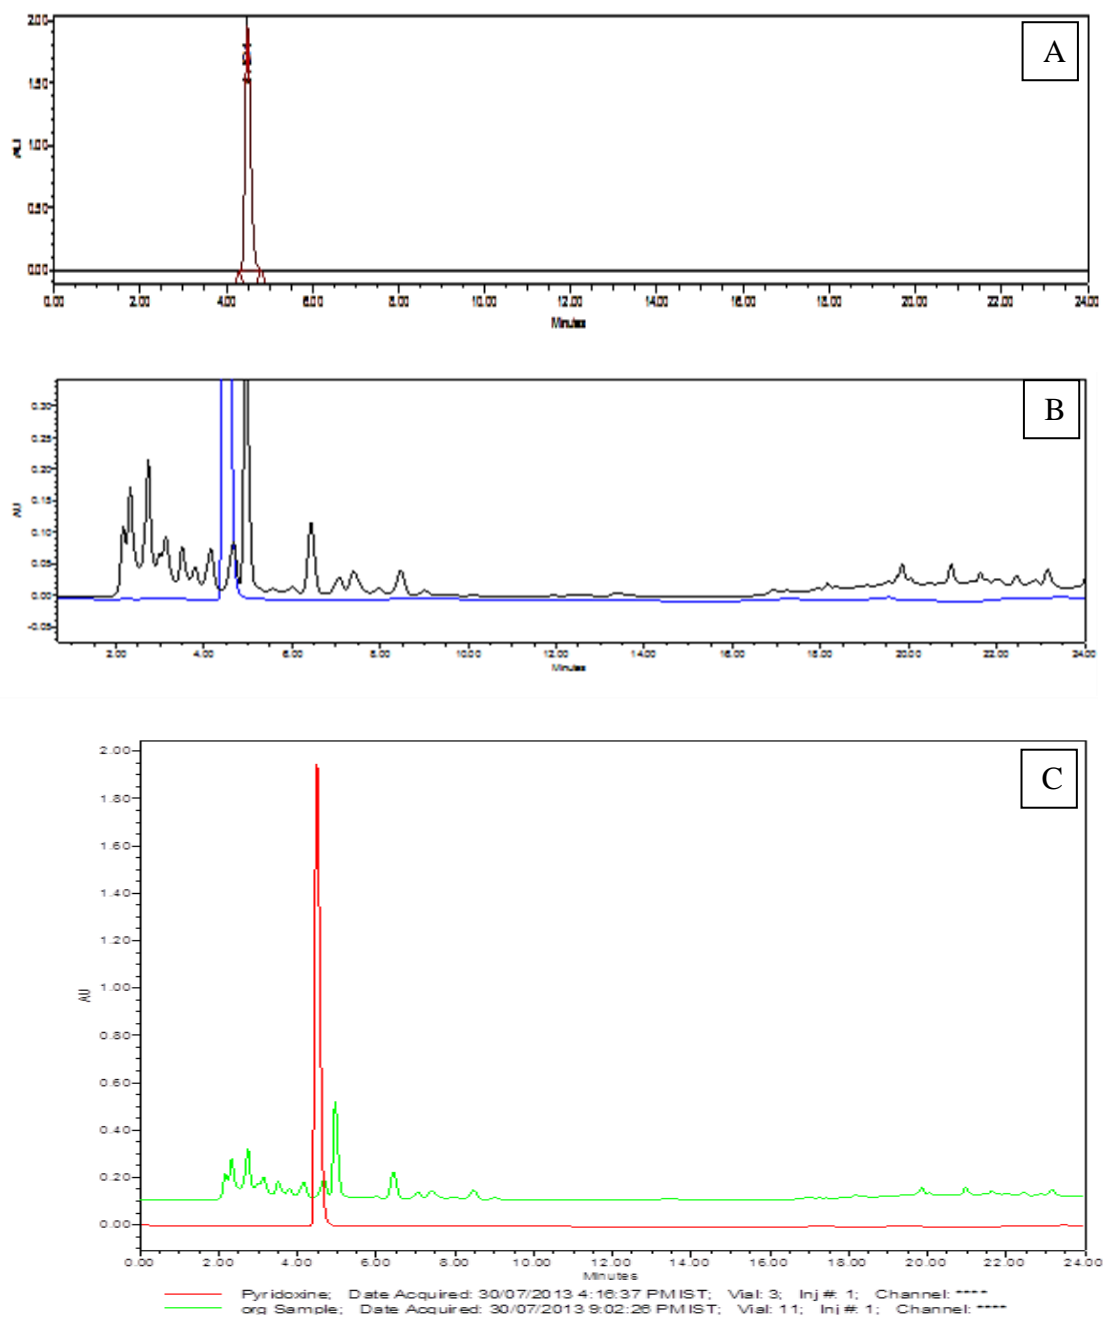 A
2.00
1.50
1.00
0.50
0.00
AU
0.00 2.00 4.00 6.00 8.00 10.00 12.00 14.00 16.00 18.00 20.00 22.00 24.00
Minutes
B
0.30
0.25
0.20
0.15
0.10
0.05
0.00
-0.05
AU
2.00 4.00 6.00 8.00 10.00 12.00 14.00 16.00 18.00 20.00 22.00 24.00
Minutes
C
2.00
1.80
1.60
1.40
1.20
1.00
0.80
0.60
0.40
0.20
0.00
AU
0.00 2.00 4.00 6.00 8.00 10.00 12.00 14.00 16.00 18.00 20.00 22.00 24.00
Minutes
Pyridoxine; Date Acquired: 30/07/2013 4:16:37 PM IST; Vial: 3; Inj #: 1; Channel: ****
org Sample; Date Acquired: 30/07/2013 9:02:26 PM IST; Vial: 11; Inj #: 1; Channel: ****